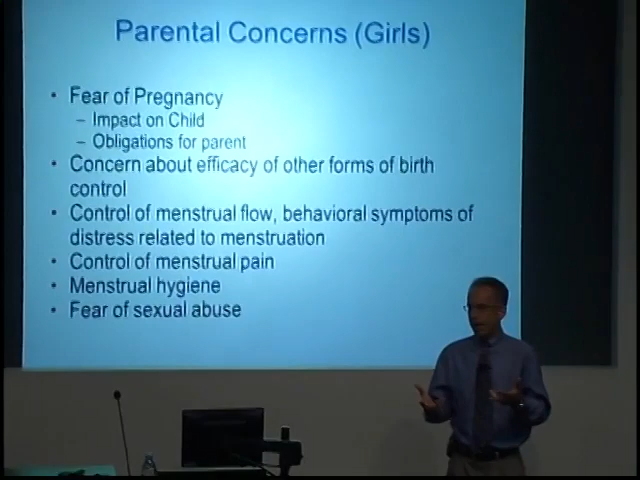 Parental Concerns (Girls)
• Fear of Pregnancy
– Impact on Child
– Obligations for parent
• Concern about efficacy of other forms of birth
control
• Control of menstrual flow, behavioral symptoms of
distress related to menstruation
• Control of menstrual pain
• Menstrual hygiene
• Fear of sexual abuse